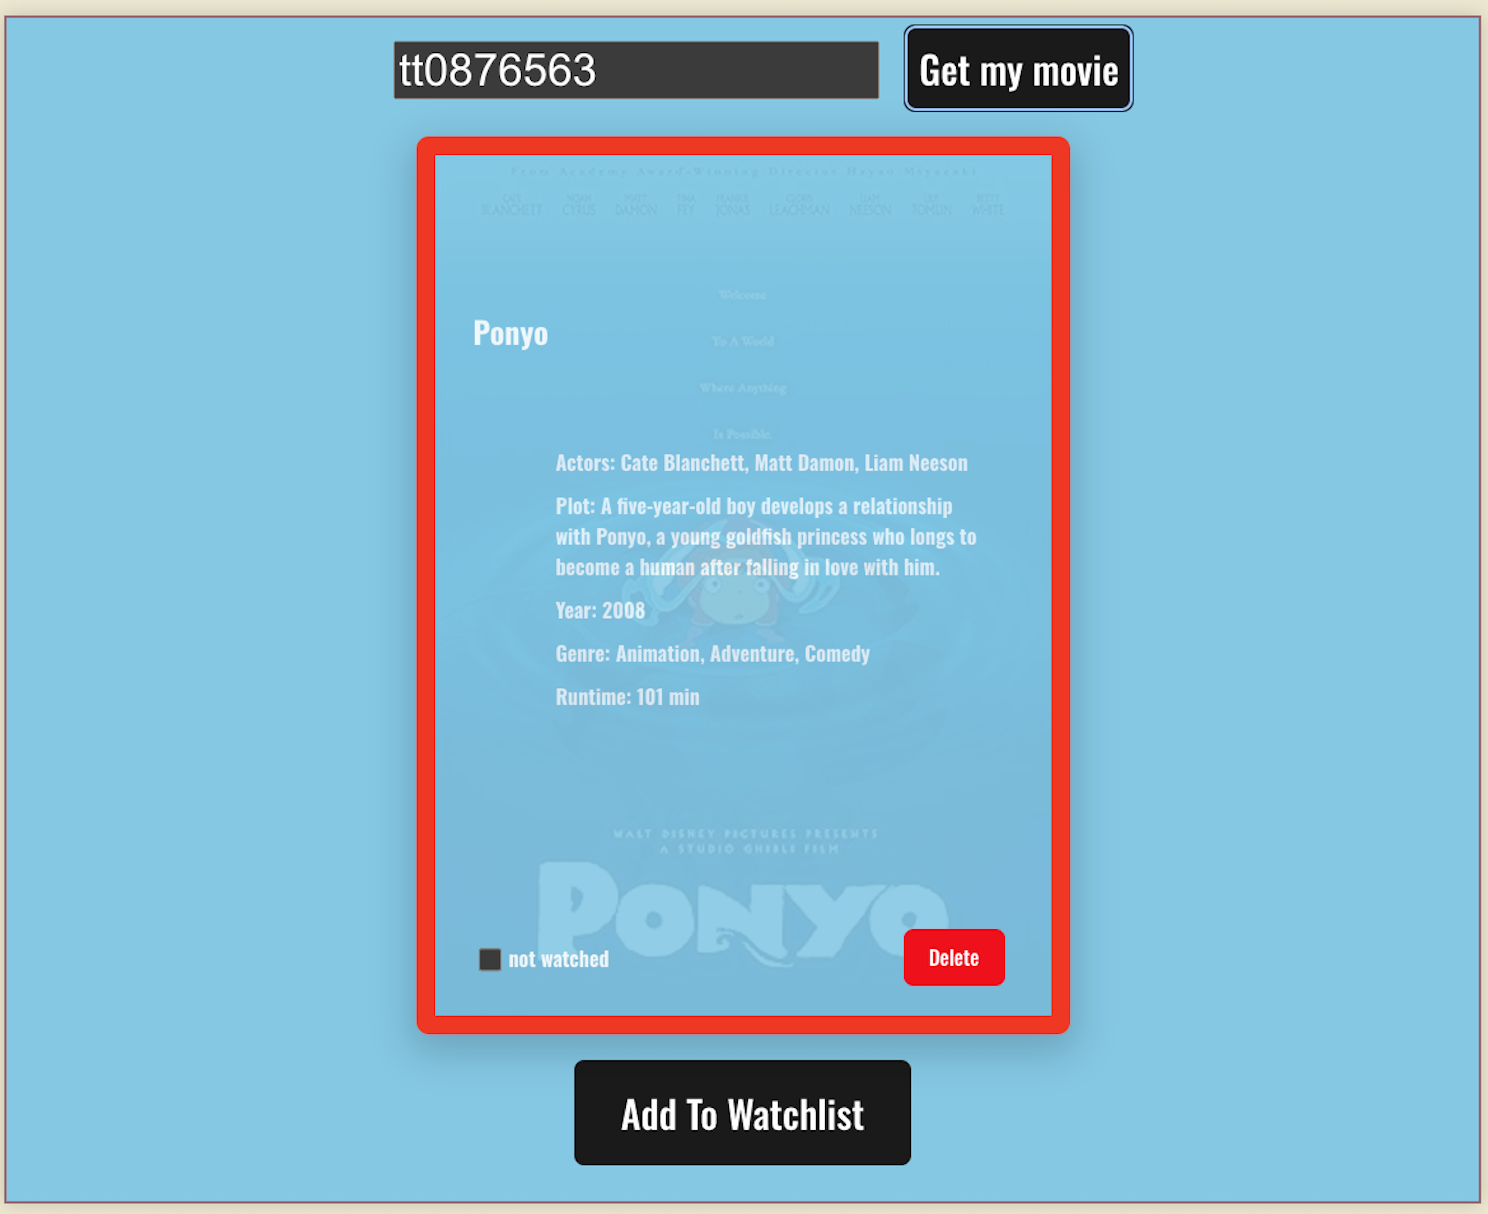 tt0876563
Get my movie
From Academy Award-Winning Director Hayao Miyazaki
CATE BLANCHETT NOAH CYRUS MATT DAMON TINA FEY FRANKIE JONAS CLORIS LEACHMAN LIAM NEESON LILY TOMLIN BETTY WHITE
Welcome
To A World
Ponyo
Where Anything
Is Possible.
Actors: Cate Blanchett, Matt Damon, Liam Neeson
Plot: A five-year-old boy develops a relationship
with Ponyo, a young goldfish princess who longs to
become a human after falling in love with him.
Year: 2008
Genre: Animation, Adventure, Comedy
Runtime: 101 min
WALT DISNEY PICTURES PRESENTS
A STUDIO GHIBLI FILM
PONYO
not watched
Delete
Add To Watchlist